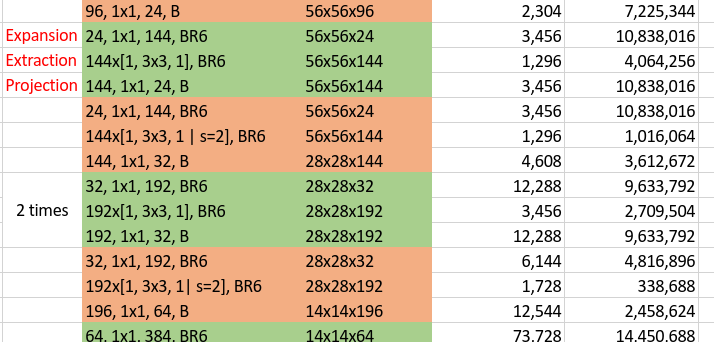 96, 1x1, 24, B 56x56x96 2,304 7,225,344
Expansion 24, 1x1, 144, BR6 56x56x24 3,456 10,838,016
Extraction 144x[1, 3x3, 1], BR6 56x56x144 1,296 4,064,256
Projection 144, 1x1, 24, B 56x56x144 3,456 10,838,016
24, 1x1, 144, BR6 56x56x24 3,456 10,838,016
144x[1, 3x3, 1 | s=2], BR6 56x56x144 1,296 1,016,064
144, 1x1, 32, B 28x28x144 4,608 3,612,672
32, 1x1, 192, BR6 28x28x32 12,288 9,633,792
2 times 192x[1, 3x3, 1], BR6 28x28x192 3,456 2,709,504
192, 1x1, 32, B 28x28x192 12,288 9,633,792
32, 1x1, 192, BR6 28x28x32 6,144 4,816,896
192x[1, 3x3, 1| s=2], BR6 28x28x192 1,728 338,688
196, 1x1, 64, B 14x14x196 12,544 2,458,624
64, 1x1, 384, BR6 14x14x64 73,728 14,450,688